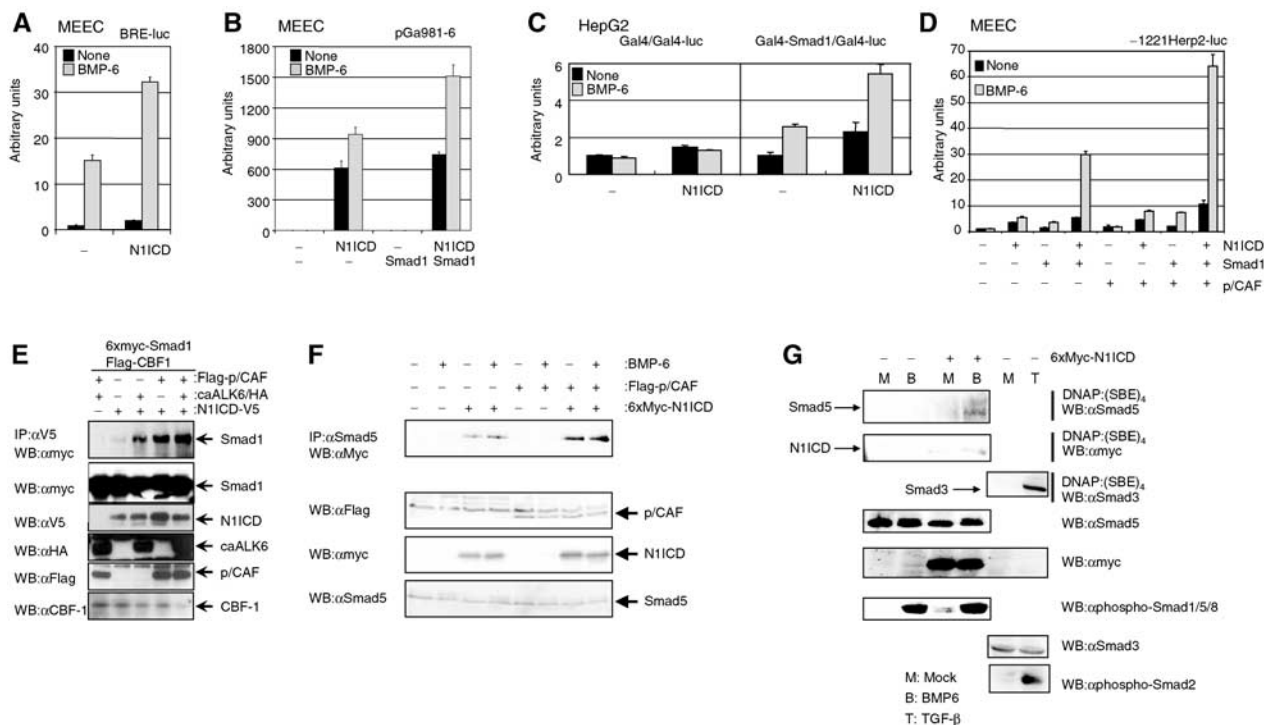 A MEEC BRE-luc
Arbitrary units
40
30
20
10
0
None
BMP-6
– N1ICD
B MEEC pGa981-6
Arbitrary units
1800
1500
1200
900
600
300
0
None
BMP-6
– N1ICD – N1ICD
– – Smad1 Smad1
C HepG2
Gal4/Gal4-luc Gal4-Smad1/Gal4-luc
Arbitrary units
6
4
2
0
None
BMP-6
– N1ICD – N1ICD
D MEEC
–1221Herp2-luc
Arbitrary units
70
60
50
40
30
20
10
0
None
BMP-6
– + – + – + – + N1ICD
– – + + – – + + Smad1
– – – – + + + + p/CAF
E 6xmyc-Smad1
Flag-CBF1
+ – – + + :Flag-p/CAF
+ – + – + :caALK6/HA
– + + + + :N1ICD-V5
IP:αV5
WB:αmyc Smad1
WB:αmyc Smad1
WB:αV5 N1ICD
WB:αHA caALK6
WB:αFlag p/CAF
WB:αCBF-1 CBF-1
F
– + – + – + – + :BMP-6
– – – – + + + + :Flag-p/CAF
– – + + – – + + :6xMyc-N1ICD
IP:αSmad5
WB:αMyc
WB:αFlag p/CAF
WB:αmyc N1ICD
WB:αSmad5 Smad5
G
– – + + – – 6xMyc-N1ICD
M B M B M T
Smad5 DNAP:(SBE)4
WB:αSmad5
N1ICD DNAP:(SBE)4
WB:αmyc
Smad3 DNAP:(SBE)4
WB:αSmad3
WB:αSmad5
WB:αmyc
WB:αphospho-Smad1/5/8
WB:αSmad3
WB:αphospho-Smad2
M: Mock
B: BMP6
T: TGF-β